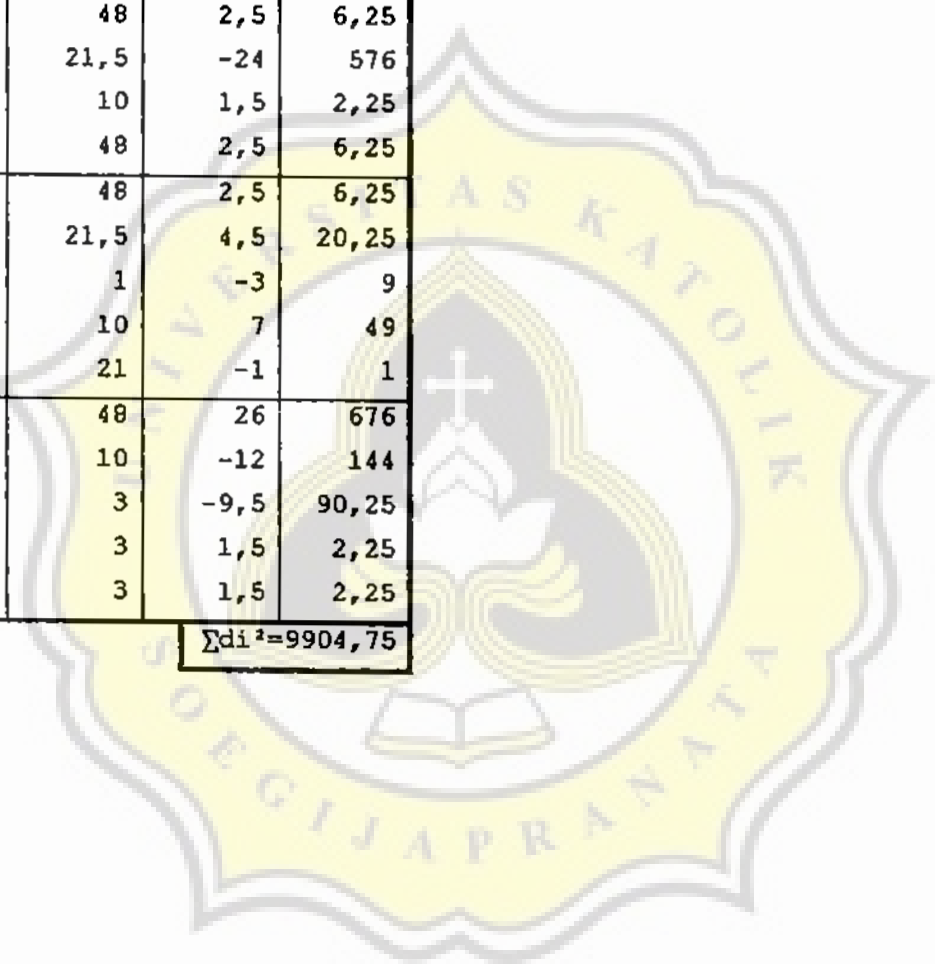 48 2,5 6,25
21,5 -24 576
10 1,5 2,25
48 2,5 6,25
48 2,5 6,25
21,5 4,5 20,25
1 -3 9
10 7 49
21 -1 1
48 26 676
10 -12 144
3 -9,5 90,25
3 1,5 2,25
3 1,5 2,25
∑di²=9904,75
UNIVERSITAS KATOLIK
SOEGIJAPRANATA